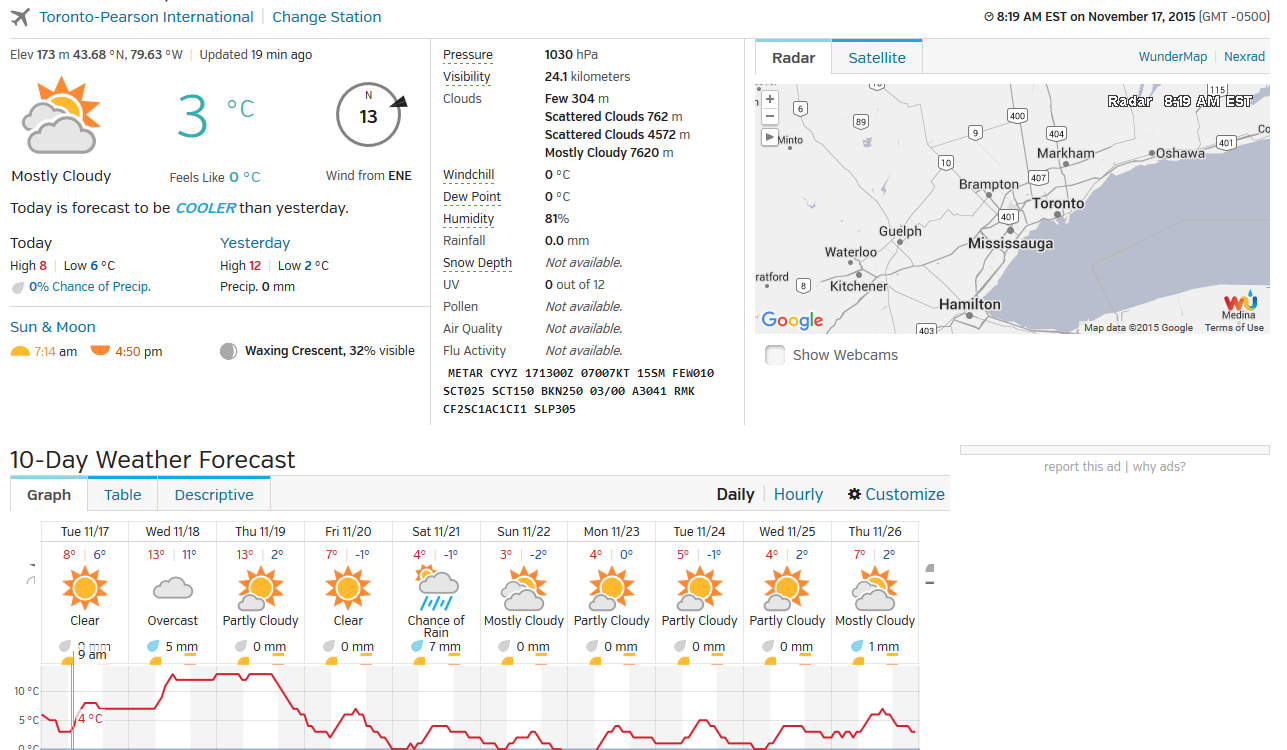 Toronto-Pearson International | Change Station
8:19 AM EST on November 17, 2015 (GMT -0500)
Elev 173 m 43.68 °N, 79.63 °W | Updated 19 min ago
3 °C
N
13
Mostly Cloudy
Feels Like 0 °C
Wind from ENE
Today is forecast to be COOLER than yesterday.
Today
High 8 | Low 6 °C
0% Chance of Precip.
Yesterday
High 12 | Low 2 °C
Precip. 0 mm
Sun & Moon
7:14 am
4:50 pm
Waxing Crescent, 32% visible
Pressure 1030 hPa
Visibility 24.1 kilometers
Clouds Few 304 m
Scattered Clouds 762 m
Scattered Clouds 4572 m
Mostly Cloudy 7620 m
Windchill 0 °C
Dew Point 0 °C
Humidity 81%
Rainfall 0.0 mm
Snow Depth Not available.
UV 0 out of 12
Pollen Not available.
Air Quality Not available.
Flu Activity Not available.
METAR CYYZ 171300Z 07007KT 15SM FEW010
SCT025 SCT150 BKN250 03/00 A3041 RMK
CF2SC1AC1CI1 SLP305
Radar
Satellite
WunderMap | Nexrad
+
−
Radar 8:19 AM EST
10
115
6
400
89
9
404
401
Co
Minto
Markham
Oshawa
10
407
Brampton
Toronto
401
Guelph
Mississauga
Waterloo
ratford
8
Kitchener
Hamilton
403
Medina
Google
Map data ©2015 Google
Terms of Use
Show Webcams
10-Day Weather Forecast
report this ad | why ads?
Graph
Table
Descriptive
Daily | Hourly
Customize
Tue 11/17 Wed 11/18 Thu 11/19 Fri 11/20 Sat 11/21 Sun 11/22 Mon 11/23 Tue 11/24 Wed 11/25 Thu 11/26
8° | 6° 13° | 11° 13° | 2° 7° | -1° 4° | -1° 3° | -2° 4° | 0° 5° | -1° 4° | 2° 7° | 2°
Clear Overcast Partly Cloudy Clear Chance of Rain Mostly Cloudy Partly Cloudy Partly Cloudy Partly Cloudy Mostly Cloudy
0 mm 5 mm 0 mm 0 mm 7 mm 0 mm 0 mm 0 mm 0 mm 1 mm
9 am
10 °C
5 °C
4 °C
0 °C